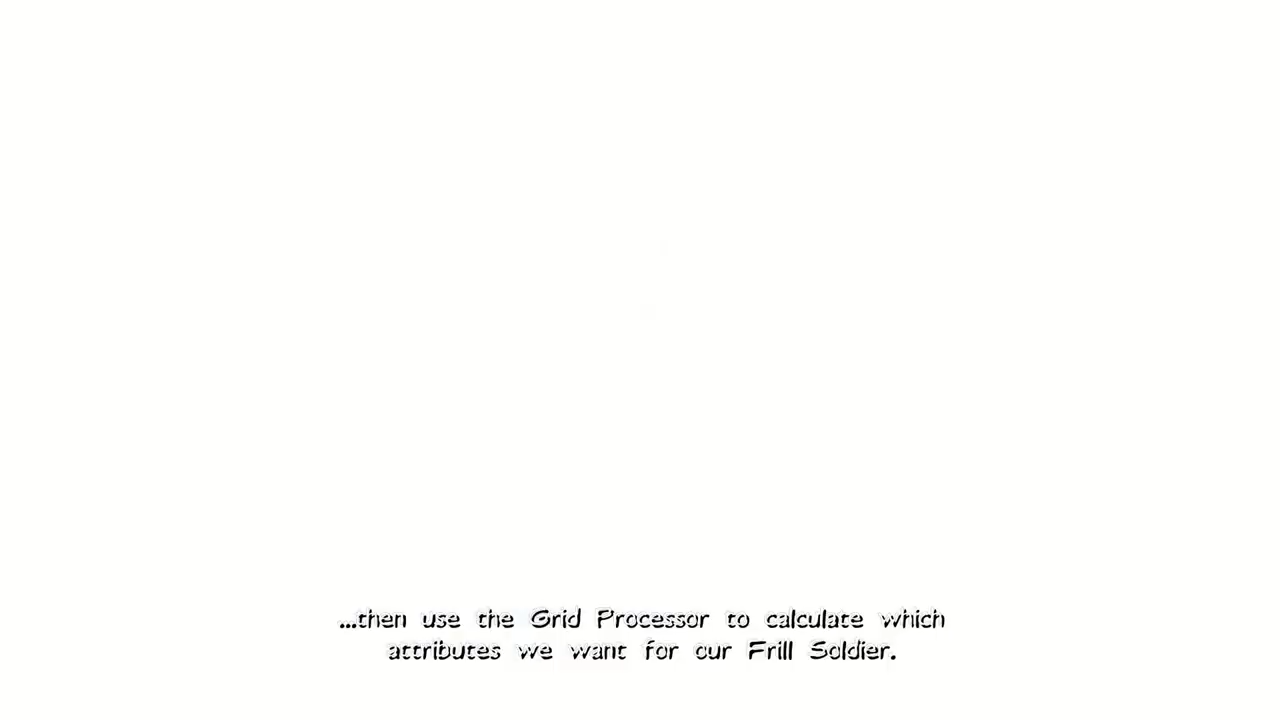 ...then use the Grid Processor to calculate which
attributes we want for our Frill Soldier.